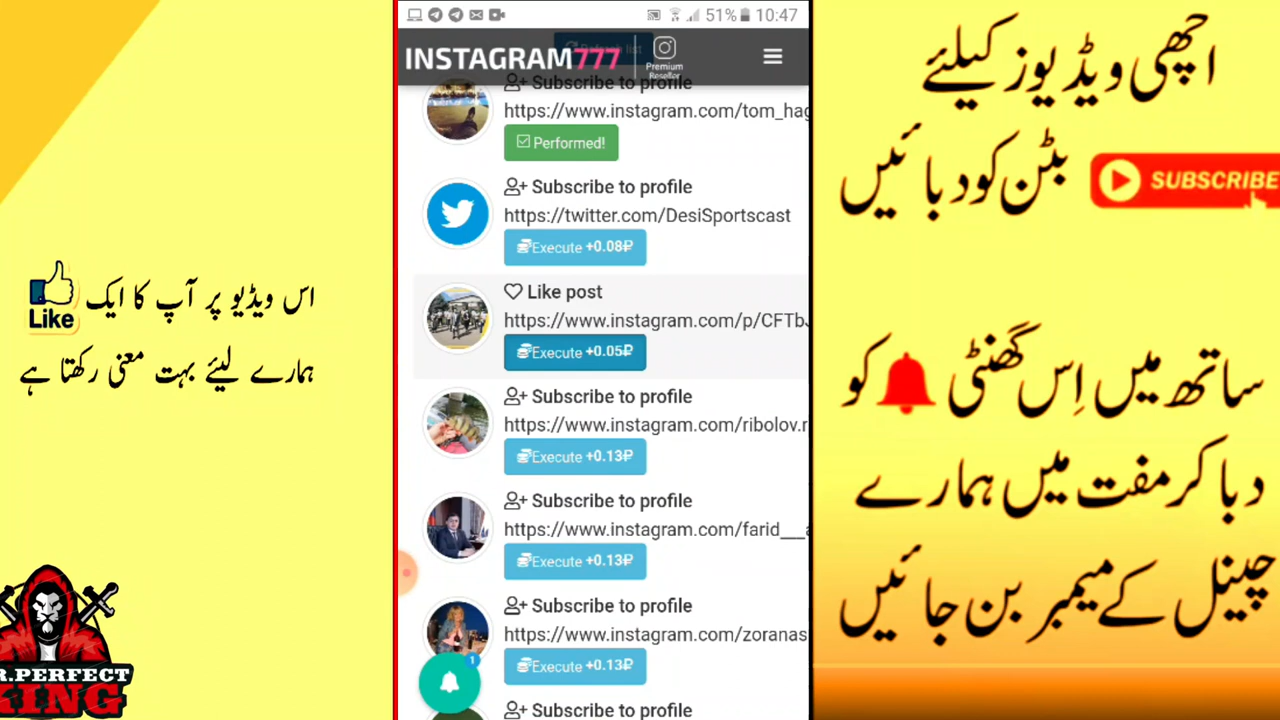 51% 10:47
INSTAGRAM777
Premium
Reseller
Subscribe to profile
https://www.instagram.com/tom_hag
Performed!
Subscribe to profile
https://twitter.com/DesiSportscast
Execute +0.08₽
Like post
https://www.instagram.com/p/CFTbJ
Execute +0.05₽
Subscribe to profile
https://www.instagram.com/ribolov.r
Execute +0.13₽
Subscribe to profile
https://www.instagram.com/farid___a
Execute +0.13₽
Subscribe to profile
https://www.instagram.com/zoranas
Execute +0.13₽
1
Subscribe to profile
اس ویڈیو پر آپ کا ایک Like
ہمارے لیئے بہت معنی رکھتا ہے
R.PERFECT
KING
اچھی ویڈیوز کیلئے
SUBSCRIBE بٹن کو دبائیں
ساتھ میں اِس گھنٹی کو
دبا کر مفت میں ہمارے
چینل کے میمبر بن جائیں